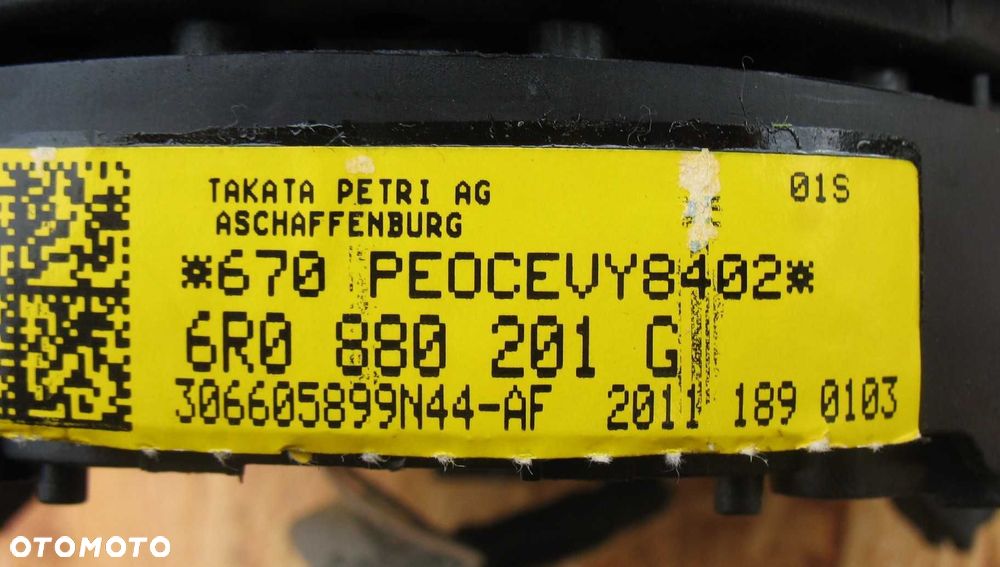 TAKATA PETRI AG
01S
ASCHAFFENBURG
*670 PEOCEVY8402*
6R0 880 201 G
306605899N44-AF 2011 189 0103
OTOMOTO